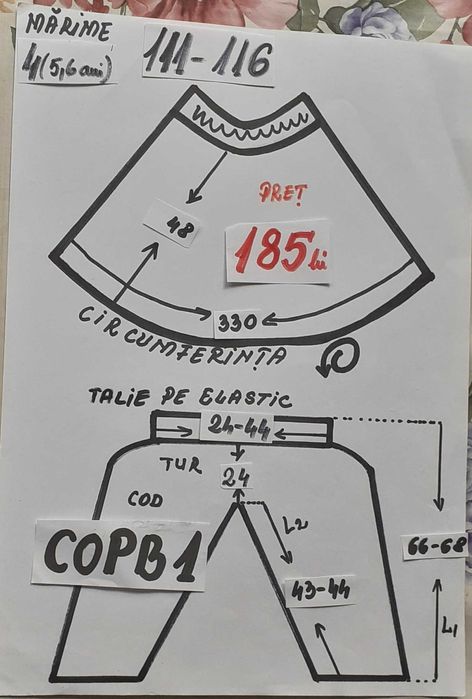 MĂRIME
4(5,6 ani)
111-116
48
PREȚ
185 lei
330
CIRCUMFERINȚA
TALIE PE ELASTIC
24-44
TUR
24
COD
COPB1
L2
43-44
66-68
L1